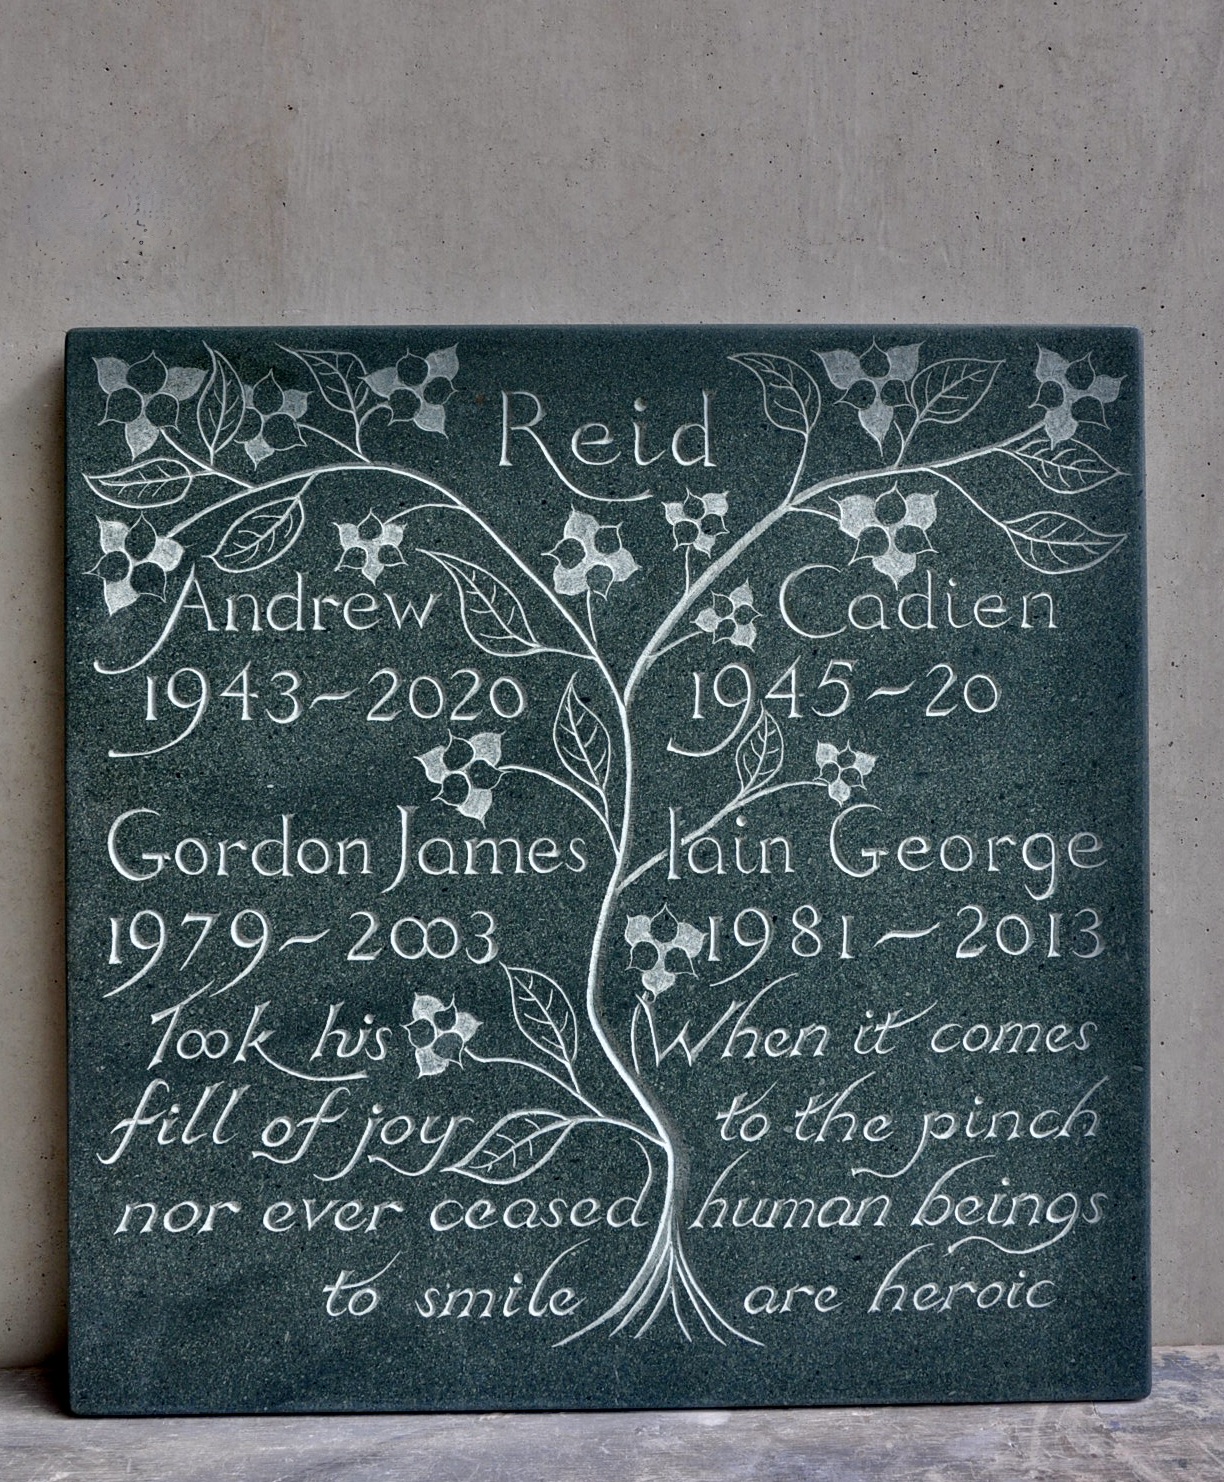 Reid
Andrew
1943~2020
Cadien
1945~20
Gordon James
1979~2003
Iain George
1981~2013
Took his
fill of joy
nor ever ceased
to smile
When it comes
to the pinch
human beings
are heroic